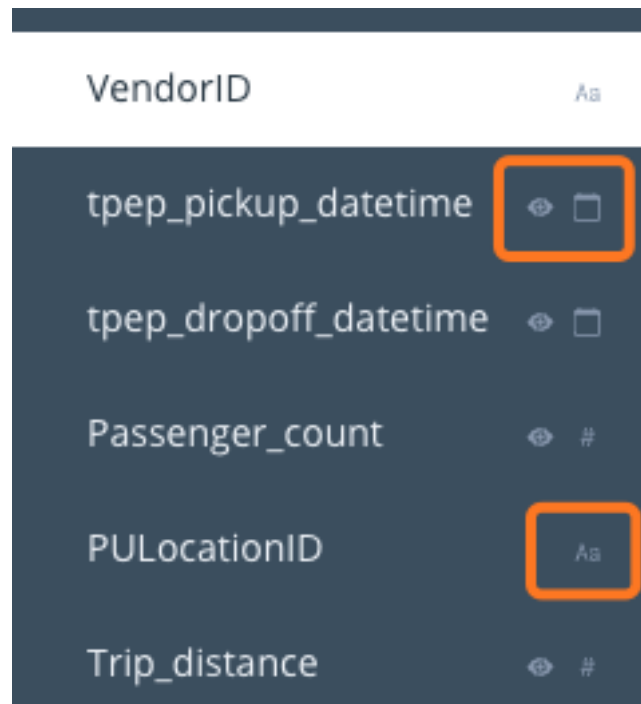 VendorID Aa
tpep_pickup_datetime
tpep_dropoff_datetime
Passenger_count #
PULocationID Aa
Trip_distance #